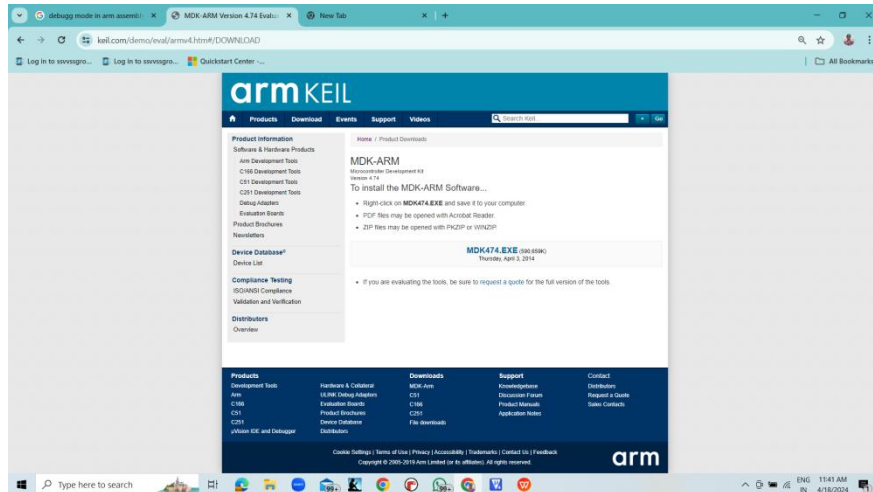 debugg mode in arm assembl
MDK-ARM Version 4.74 Evalu
New Tab
keil.com/demo/eval/armv4.htm#/DOWNLOAD
Log in to ssvssgro...
Log in to ssvssgro...
Quickstart Center -...
All Bookmarks
arm KEIL
Products Download Events Support Videos
Search Keil...
Go
Product Information
Software & Hardware Products
Arm Development Tools
C166 Development Tools
C51 Development Tools
C251 Development Tools
Debug Adapters
Evaluation Boards
Product Brochures
Newsletters
Device Database®
Device List
Compliance Testing
ISO/ANSI Compliance
Validation and Verification
Distributors
Overview
Home / Product Downloads
MDK-ARM
Microcontroller Development Kit
Version 4.74
To install the MDK-ARM Software...
• Right-click on MDK474.EXE and save it to your computer.
• PDF files may be opened with Acrobat Reader.
• ZIP files may be opened with PKZIP or WINZIP.
MDK474.EXE (590,659K)
Thursday, April 3, 2014
• If you are evaluating the tools, be sure to request a quote for the full version of the tools.
Products
Development Tools
Arm
C166
C51
C251
µVision IDE and Debugger
Hardware & Collateral
ULINK Debug Adaptors
Evaluation Boards
Product Brochures
Device Database
Distributors
Downloads
MDK-Arm
C51
C166
C251
File downloads
Support
Knowledgebase
Discussion Forum
Product Manuals
Application Notes
Contact
Distributors
Request a Quote
Sales Contacts
Cookie Settings | Terms of Use | Privacy | Accessibility | Trademarks | Contact Us | Feedback
Copyright © 2005-2019 Arm Limited (or its affiliates). All rights reserved.
arm
Type here to search
99+
99+
ENG
IN
11:41 AM
4/18/2024